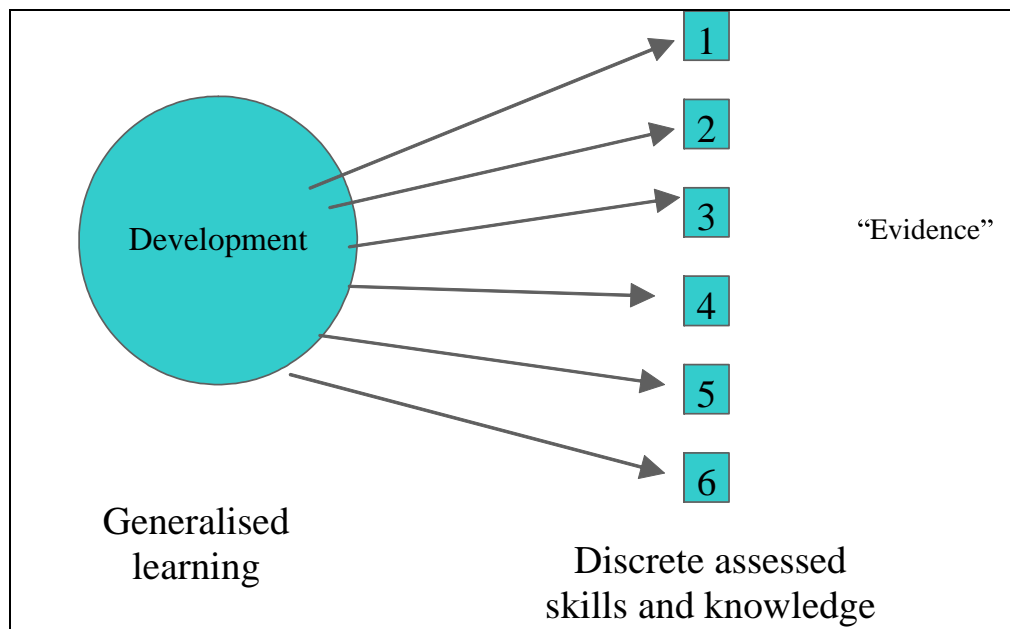 1
2
3
“Evidence”
Development
4
5
6
Generalised
learning
Discrete assessed
skills and knowledge